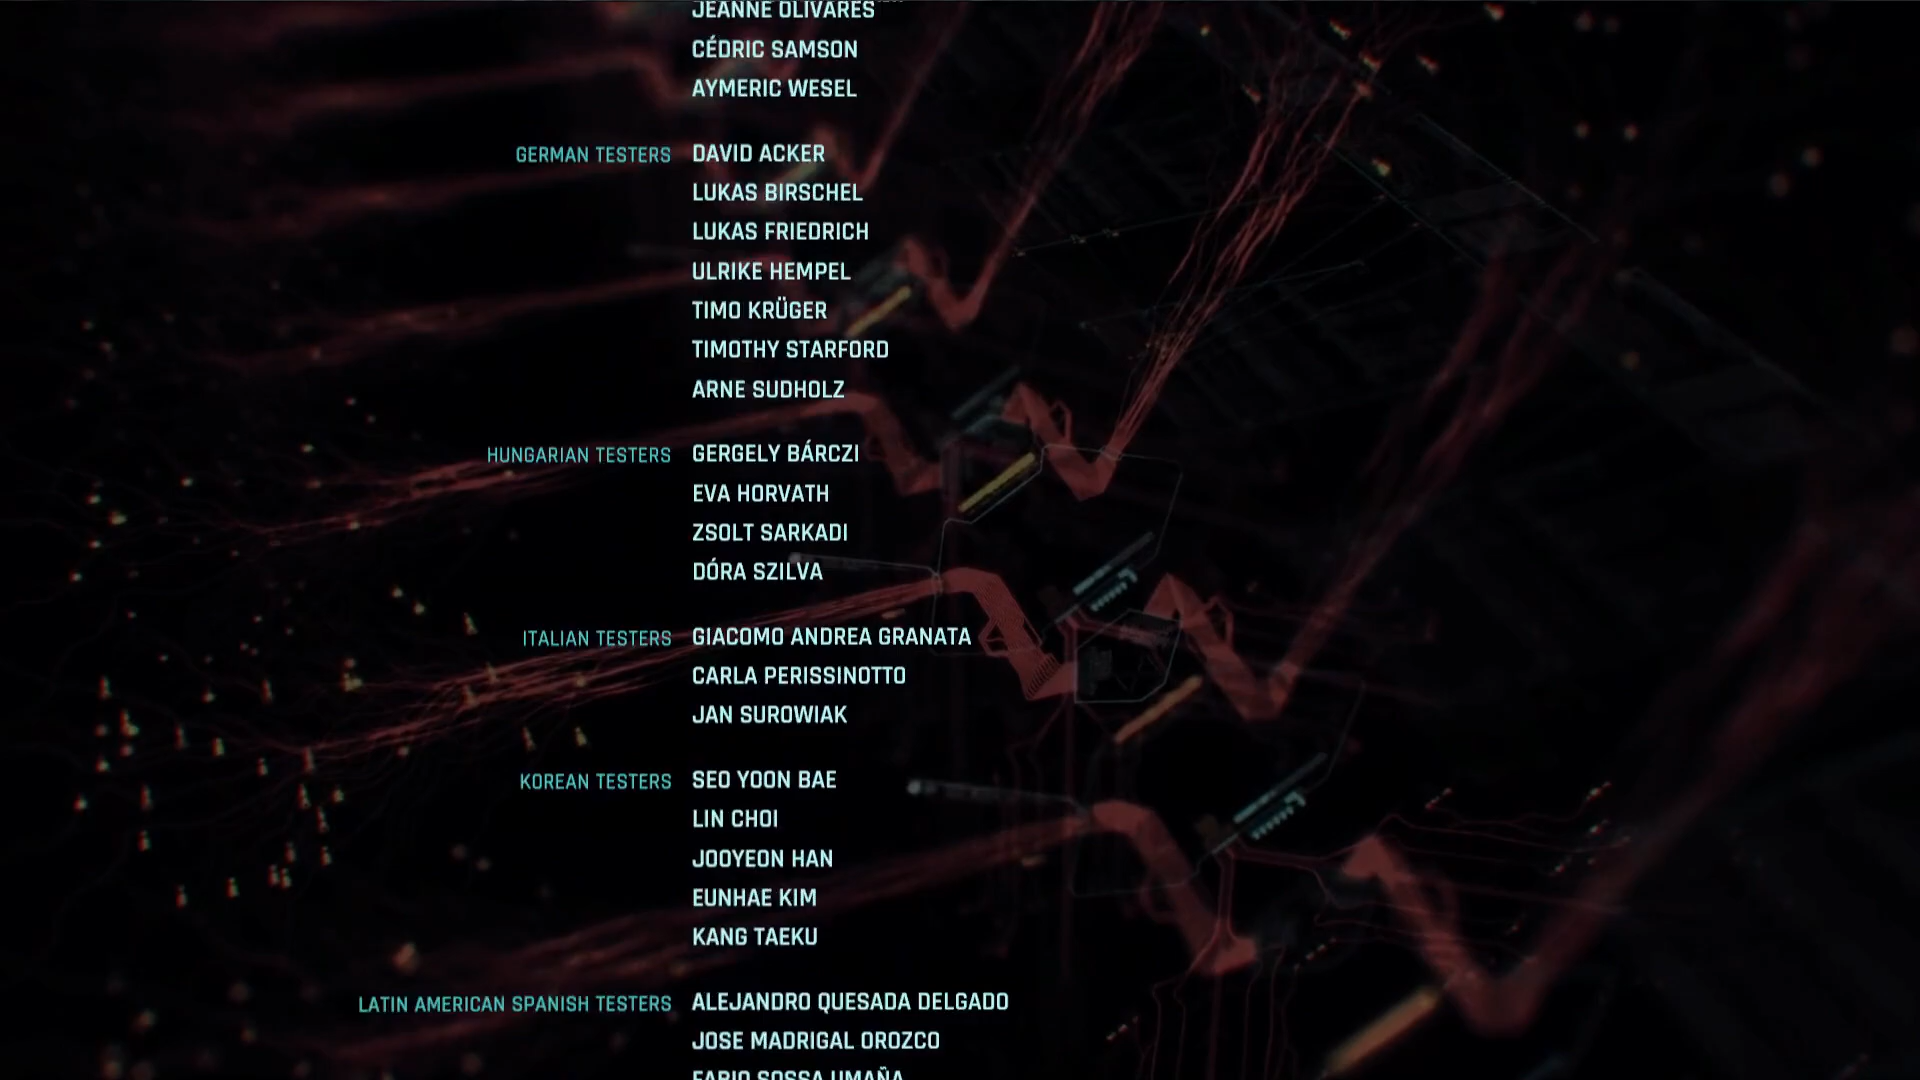 JEANNE OLIVARES
CÉDRIC SAMSON
AYMERIC WESEL
GERMAN TESTERS DAVID ACKER
LUKAS BIRSCHEL
LUKAS FRIEDRICH
ULRIKE HEMPEL
TIMO KRÜGER
TIMOTHY STARFORD
ARNE SUDHOLZ
HUNGARIAN TESTERS GERGELY BÁRCZI
EVA HORVATH
ZSOLT SARKADI
DÓRA SZILVA
ITALIAN TESTERS GIACOMO ANDREA GRANATA
CARLA PERISSINOTTO
JAN SUROWIAK
KOREAN TESTERS SEO YOON BAE
LIN CHOI
JOOYEON HAN
EUNHAE KIM
KANG TAEKU
LATIN AMERICAN SPANISH TESTERS ALEJANDRO QUESADA DELGADO
JOSE MADRIGAL OROZCO
FABIO SOSSA UMAÑA